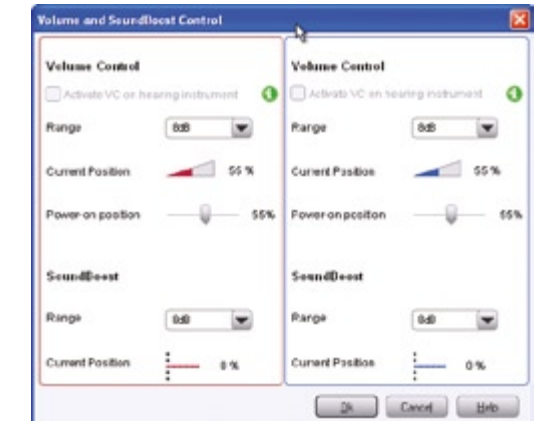 Volume and SoundBoost Control
Volume Control
Activate VC on hearing instrument
Range 8dB
Current Position 55 %
Power on position 55%
SoundBoost
Range 8dB
Current Position 0 %
Volume Control
Activate VC on hearing instrument
Range 8dB
Current Position 55 %
Power on position 55%
SoundBoost
Range 8dB
Current Position 0 %
Ok Cancel Help